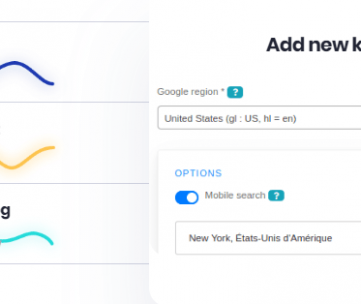 Add new k
Google region * ?
United States (gl : US, hl = en)
OPTIONS
Mobile search ?
g
New York, États-Unis d'Amérique